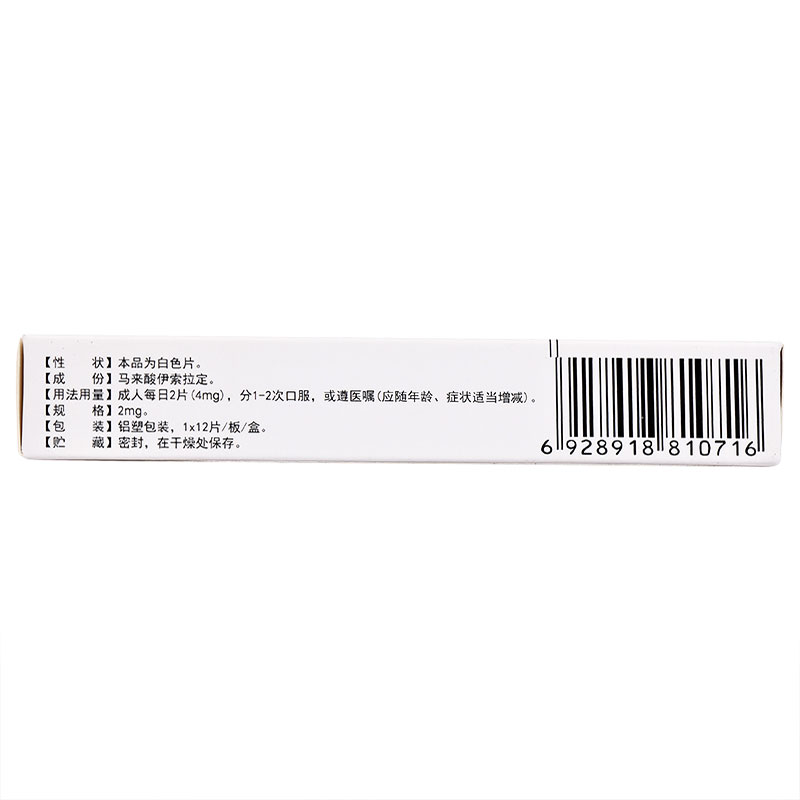 【性　　状】本品为白色片。
【成　　份】马来酸伊索拉定。
【用法用量】成人每日2片(4mg)，分1-2次口服，或遵医嘱(应随年龄、症状适当增减)。
【规　　格】2mg。
【包　　装】铝塑包装，1x12片/板/盒。
【贮　　藏】密封，在干燥处保存。
6 928918 810716